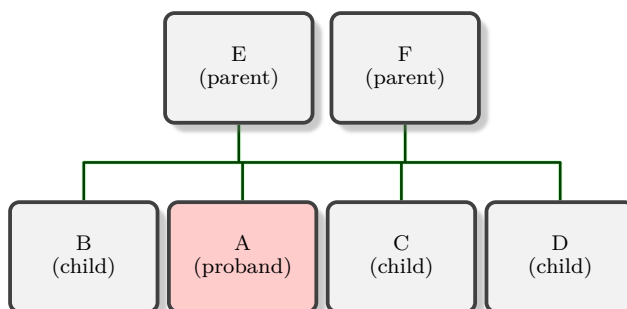 E
(parent)
F
(parent)
B
(child)
A
(proband)
C
(child)
D
(child)